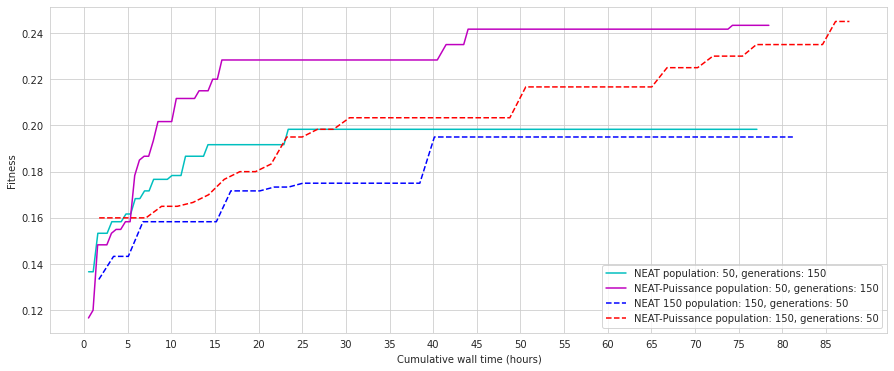 0.24
0.22
0.20
0.18
0.16
0.14
0.12
Fitness
0 5 10 15 20 25 30 35 40 45 50 55 60 65 70 75 80 85
Cumulative wall time (hours)
NEAT population: 50, generations: 150
NEAT-Puissance population: 50, generations: 150
NEAT 150 population: 150, generations: 50
NEAT-Puissance population: 150, generations: 50